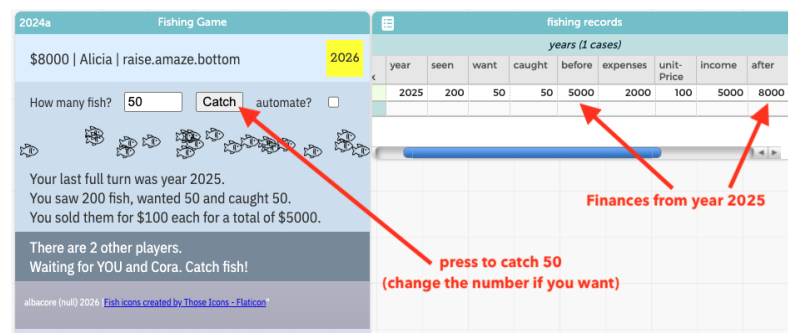 2024a
Fishing Game
$8000 | Alicia | raise.amaze.bottom
2026
How many fish?
50
Catch
automate?
Your last full turn was year 2025.
You saw 200 fish, wanted 50 and caught 50.
You sold them for $100 each for a total of $5000.
There are 2 other players.
Waiting for YOU and Cora. Catch fish!
albacore (null) 2026 Fish icons created by Those Icons - Flaticon"
fishing records
years (1 cases)
year seen want caught before expenses unit-Price income after
2025 200 50 50 5000 2000 100 5000 8000
Finances from year 2025
press to catch 50
(change the number if you want)